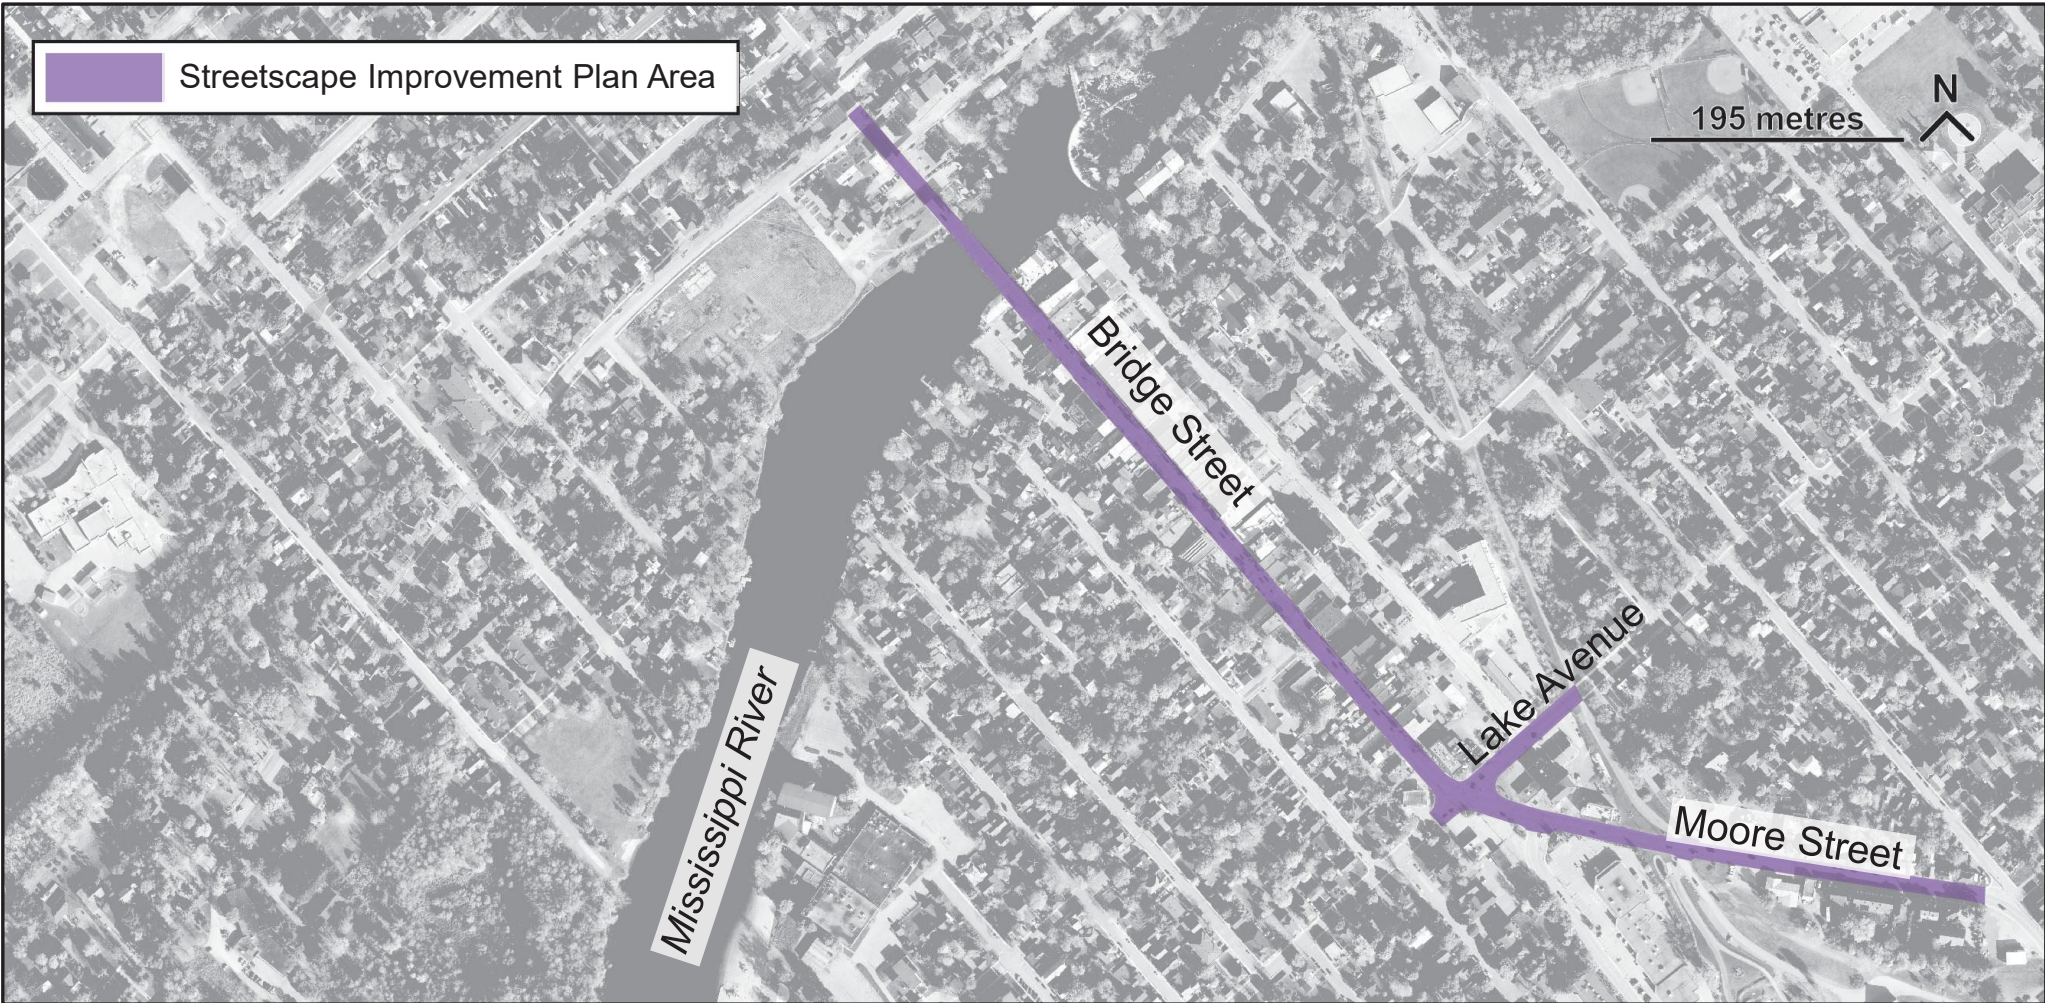 Streetscape Improvement Plan Area
N
195 metres
Bridge Street
Lake Avenue
Moore Street
Mississippi River